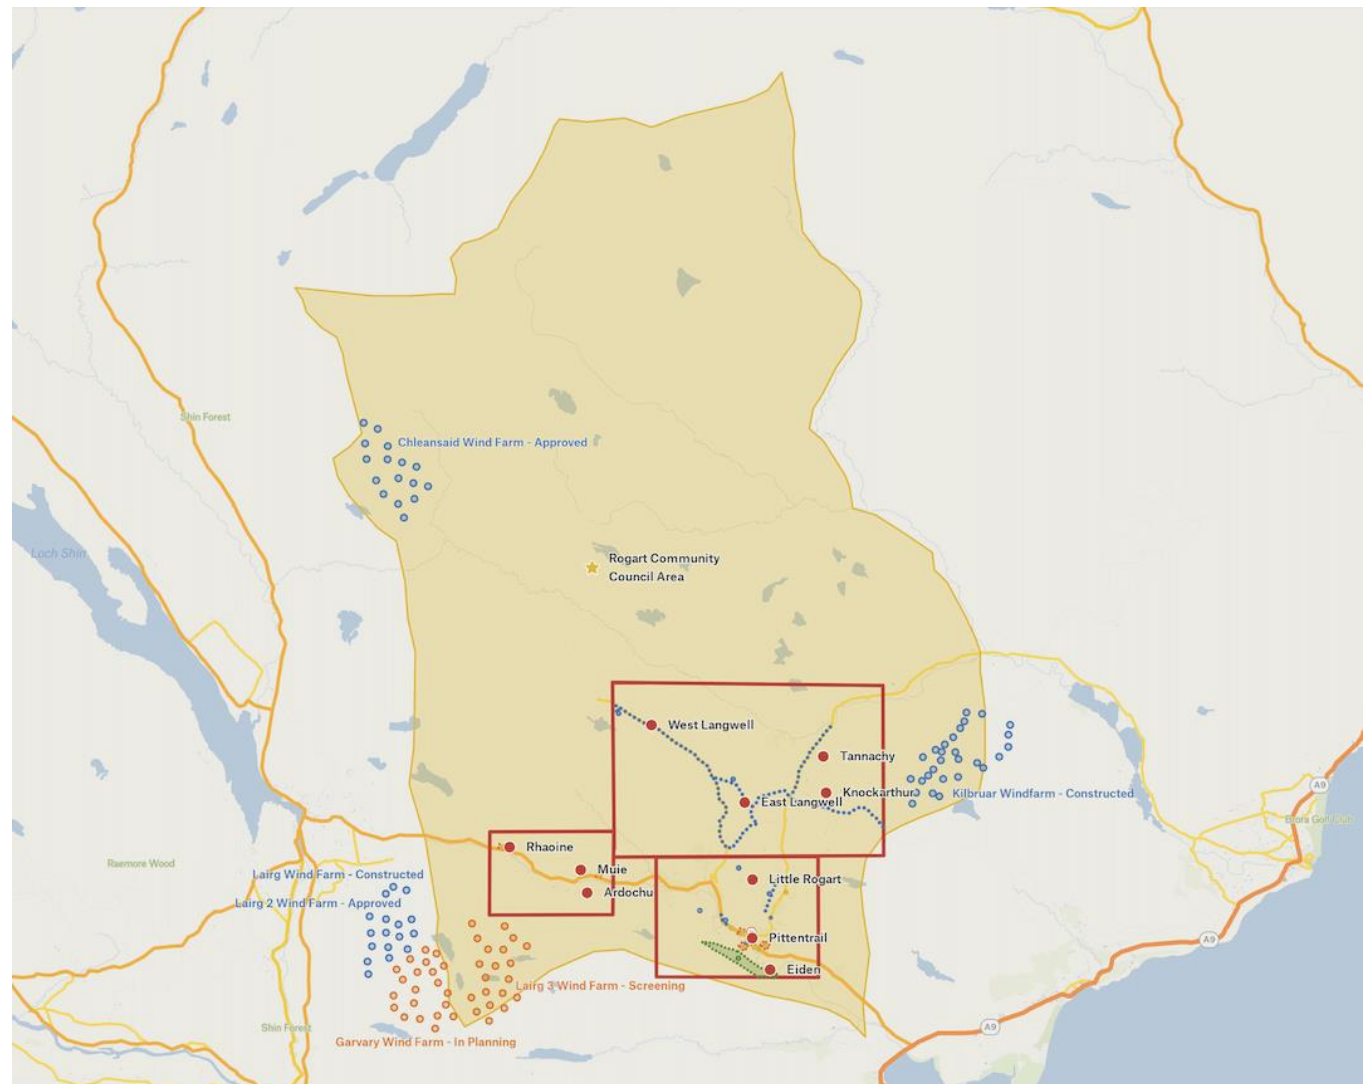 Shin Forest
Chleansaid Wind Farm - Approved
Loch Shin
Rogart Community
Council Area
West Langwell
Tannachy
Knockarthur
East Langwell
Kilbruar Windfarm - Constructed
A9
Brora Golf Club
Rhaoine
Raemore Wood
Muie
Lairg Wind Farm - Constructed
Little Rogart
Ardochu
Lairg 2 Wind Farm - Approved
Pittentrail
A9
Eiden
Lairg 3 Wind Farm - Screening
Shin Forest
A9
Garvary Wind Farm - In Planning